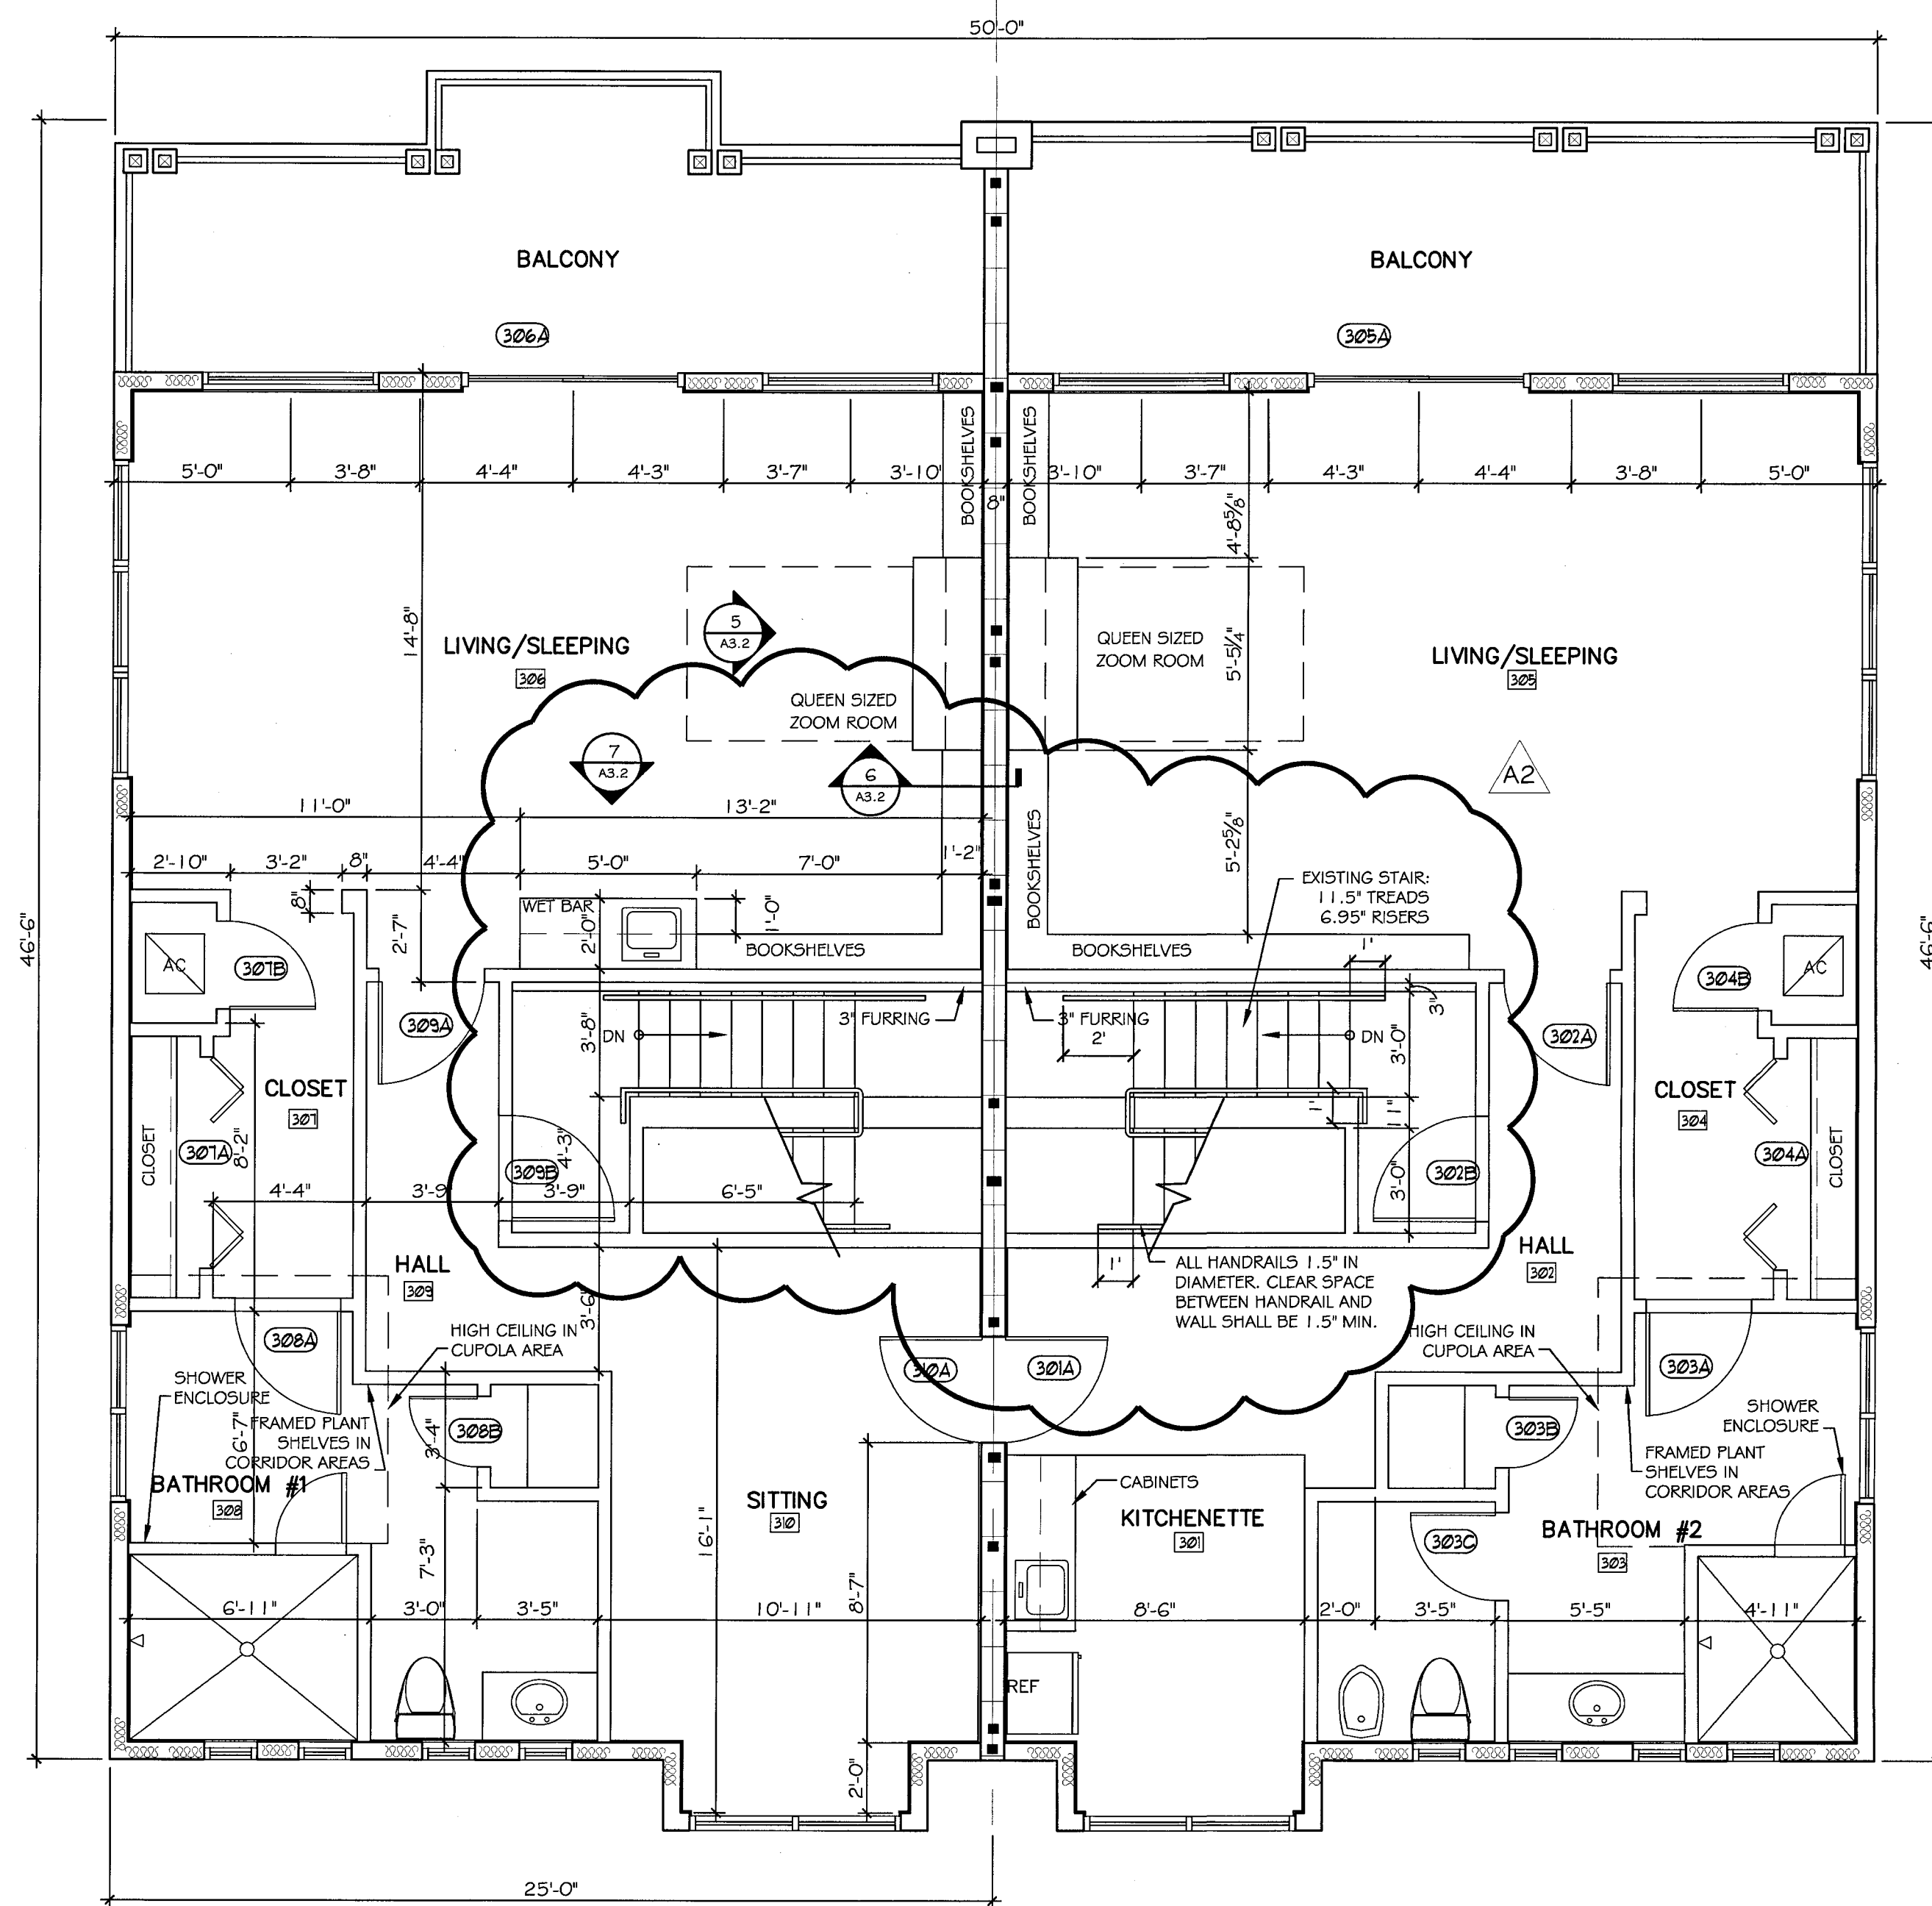 50'-0"
BALCONY
BALCONY
306A
305A
BOOKSHELVES
BOOKSHELVES
5'-0"
3'-8"
4'-4"
4'-3"
3'-7"
3'-10'
8"
3'-10"
3'-7"
4'-3"
4'-4"
3'-8"
5'-0"
4'-8 5/8"
14'-8"
LIVING/SLEEPING
306
5
A3.2
QUEEN SIZED
ZOOM ROOM
QUEEN SIZED
ZOOM ROOM
5'-5 1/4"
LIVING/SLEEPING
305
7
A3.2
6
A3.2
A2
11'-0"
13'-2"
BOOKSHELVES
5'-2 5/8"
2'-10"
3'-2"
8"
4'-4"
5'-0"
7'-0"
1'-2"
46'-6"
46'-6"
8"
2'-7"
WET BAR
2'-0"
1'-0"
BOOKSHELVES
BOOKSHELVES
EXISTING STAIR:
11.5" TREADS
6.95" RISERS
1'
AC
307B
304B
AC
309A
3'-8"
DN
3" FURRING
3" FURRING
2'
DN
3'-0"
3"
302A
CLOSET
307
CLOSET
304
1'
11"
CLOSET
307A
8'-2"
309B
4'-3"
302B
3'-0"
304A
CLOSET
4'-4"
3'-9"
3'-9"
6'-5"
HALL
309
HALL
302
1'
ALL HANDRAILS 1.5" IN
DIAMETER. CLEAR SPACE
BETWEEN HANDRAIL AND
WALL SHALL BE 1.5" MIN.
3'-6"
308A
HIGH CEILING IN
CUPOLA AREA
HIGH CEILING IN
CUPOLA AREA
310A
301A
303A
SHOWER
ENCLOSURE
6'-7"
FRAMED PLANT
SHELVES IN
CORRIDOR AREAS
3'-4"
308B
303B
SHOWER
ENCLOSURE
FRAMED PLANT
SHELVES IN
CORRIDOR AREAS
BATHROOM #1
308
SITTING
310
CABINETS
KITCHENETTE
301
303C
BATHROOM #2
303
16'-1"
7'-3"
8'-7"
6'-11"
3'-0"
3'-5"
10'-11"
8'-6"
2'-0"
3'-5"
5'-5"
4'-11"
REF
2'-0"
25'-0"